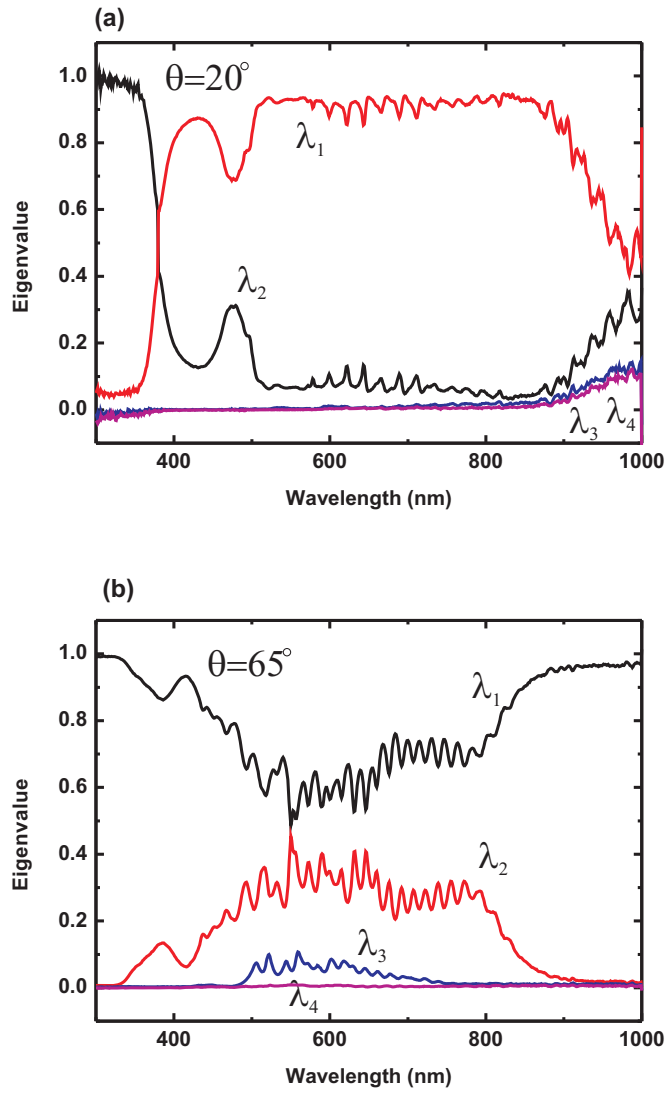 (a)
θ=20°
1.0
0.8
0.6
0.4
0.2
0.0
Eigenvalue
λ1
λ2
λ3
λ4
400 600 800 1000
Wavelength (nm)
(b)
θ=65°
1.0
0.8
0.6
0.4
0.2
0.0
Eigenvalue
λ1
λ2
λ3
λ4
400 600 800 1000
Wavelength (nm)